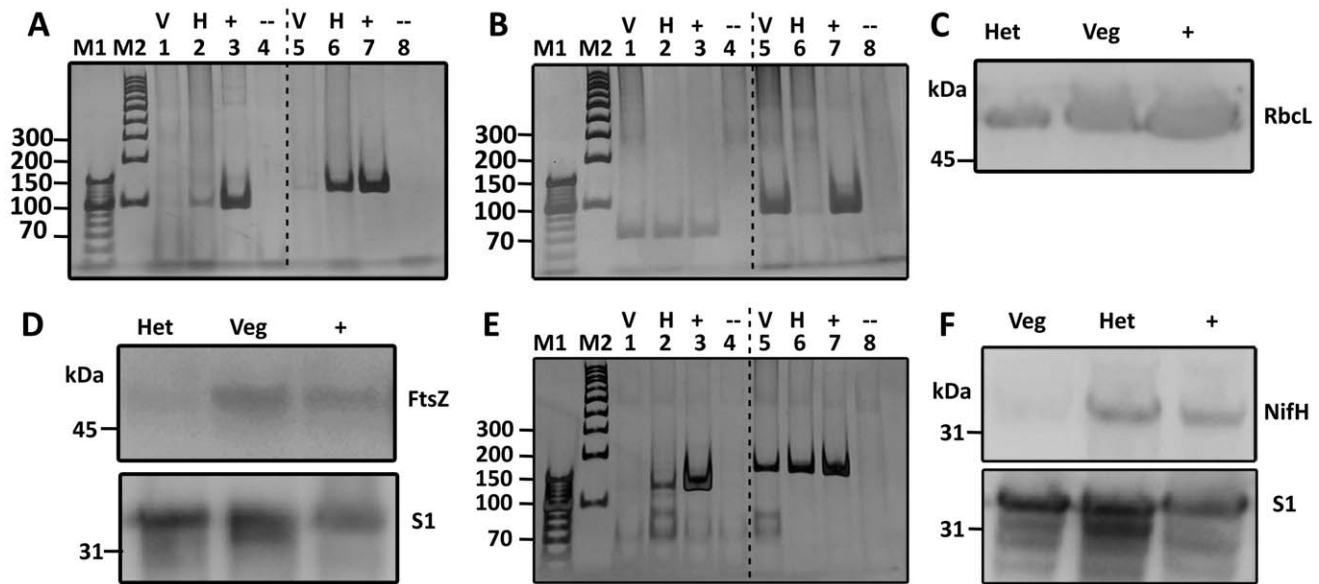 A
V H + -- V H + --
M1 M2 1 2 3 4 5 6 7 8
300
200
150
100
70
B
V H + -- V H + --
M1 M2 1 2 3 4 5 6 7 8
300
200
150
100
70
C
Het Veg +
kDa
RbcL
45
D
Het Veg +
kDa
FtsZ
45
S1
31
E
V H + -- V H + --
M1 M2 1 2 3 4 5 6 7 8
300
200
150
100
70
F
Veg Het +
kDa
NifH
31
S1
31